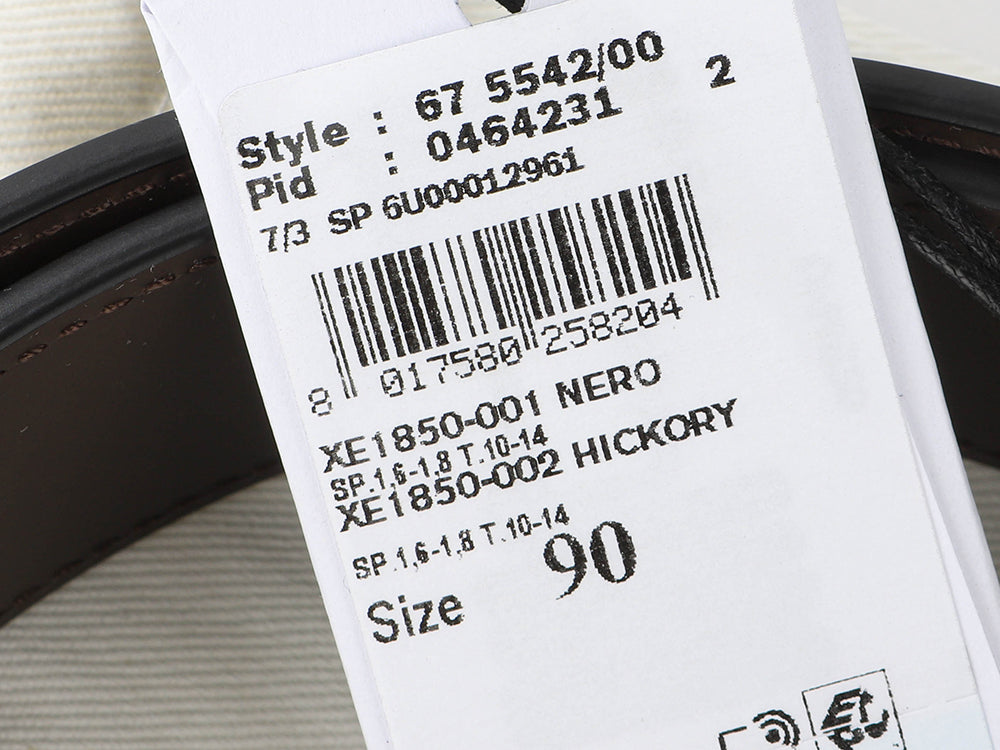 Style : 67 5542/00 2
Pid : 0464231
7/3 SP 6U00012961
8 017580 258204
XE1850-001 NERO
SP.1,6-1,8 T.10-14
XE1850-002 HICKORY
SP.1,6-1,8 T.10-14
Size 90